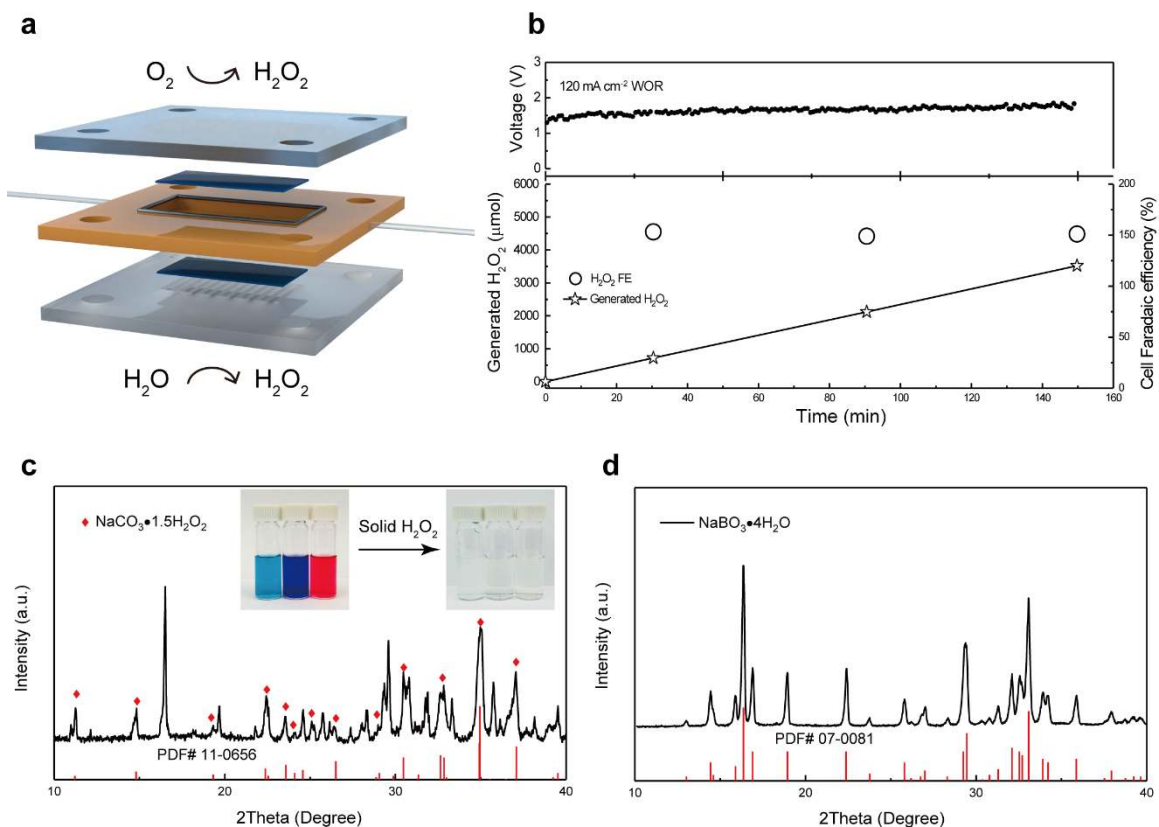 a
O₂ H₂O₂
H₂O H₂O₂
b
Voltage (V)
3
2
1
0
120 mA cm⁻² WOR
Generated H₂O₂ (μmol)
6000
5000
4000
3000
2000
1000
0
H₂O₂ FE
Generated H₂O₂
200
150
100
50
0
Cell Faradaic efficiency (%)
0 20 40 60 80 100 120 140 160
Time (min)
c
Intensity (a.u.)
NaCO₃•1.5H₂O₂
Solid H₂O₂
PDF# 11-0656
10 20 30 40
2Theta (Degree)
d
Intensity (a.u.)
NaBO₃•4H₂O
PDF# 07-0081
10 20 30 40
2Theta (Degree)